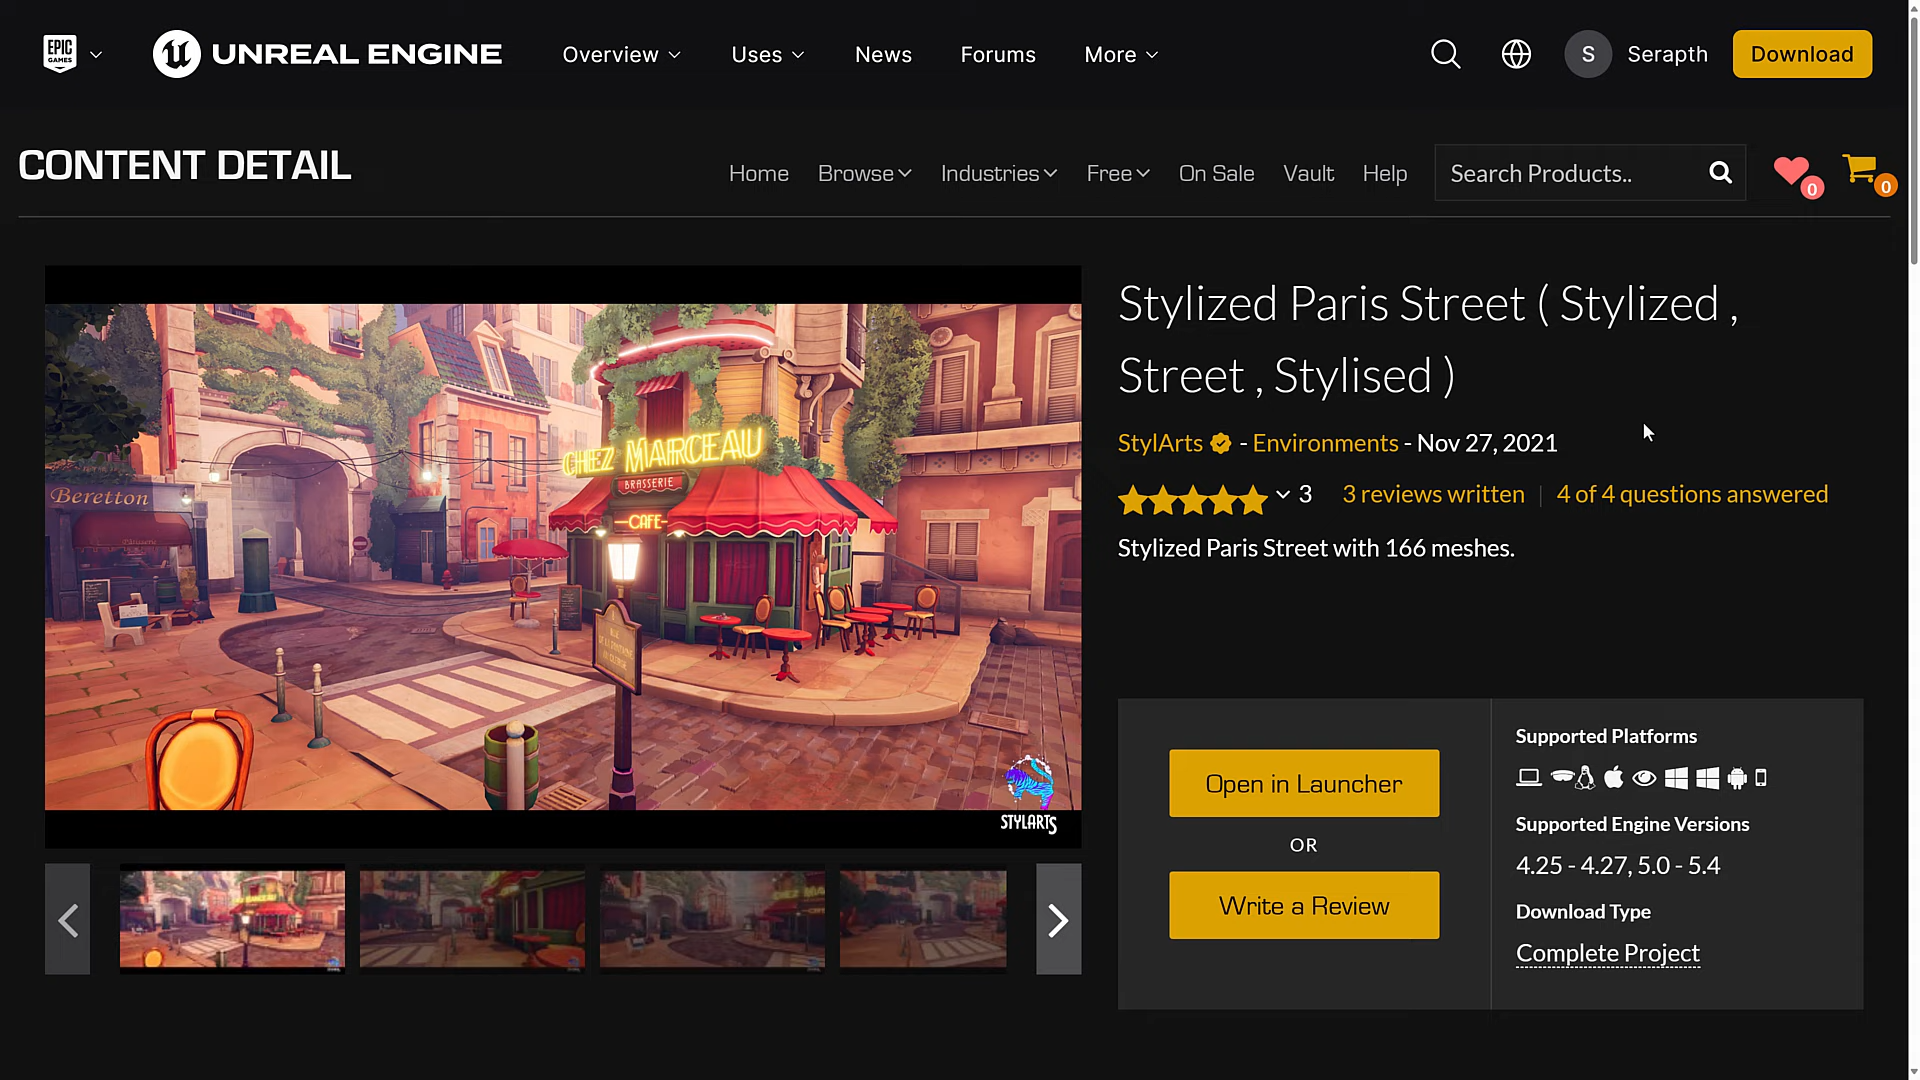 EPIC GAMES
UNREAL ENGINE
Overview
Uses
News
Forums
More
S
Serapth
Download
CONTENT DETAIL
Home
Browse
Industries
Free
On Sale
Vault
Help
Search Products..
0
0
Stylized Paris Street ( Stylized ,
Street , Stylised )
StylArts - Environments - Nov 27, 2021
3
3 reviews written | 4 of 4 questions answered
Stylized Paris Street with 166 meshes.
CHEZ MARCEAU
BRASSERIE
CAFE
Beretton
STYLARTS
Open in Launcher
OR
Write a Review
Supported Platforms
Supported Engine Versions
4.25 - 4.27, 5.0 - 5.4
Download Type
Complete Project